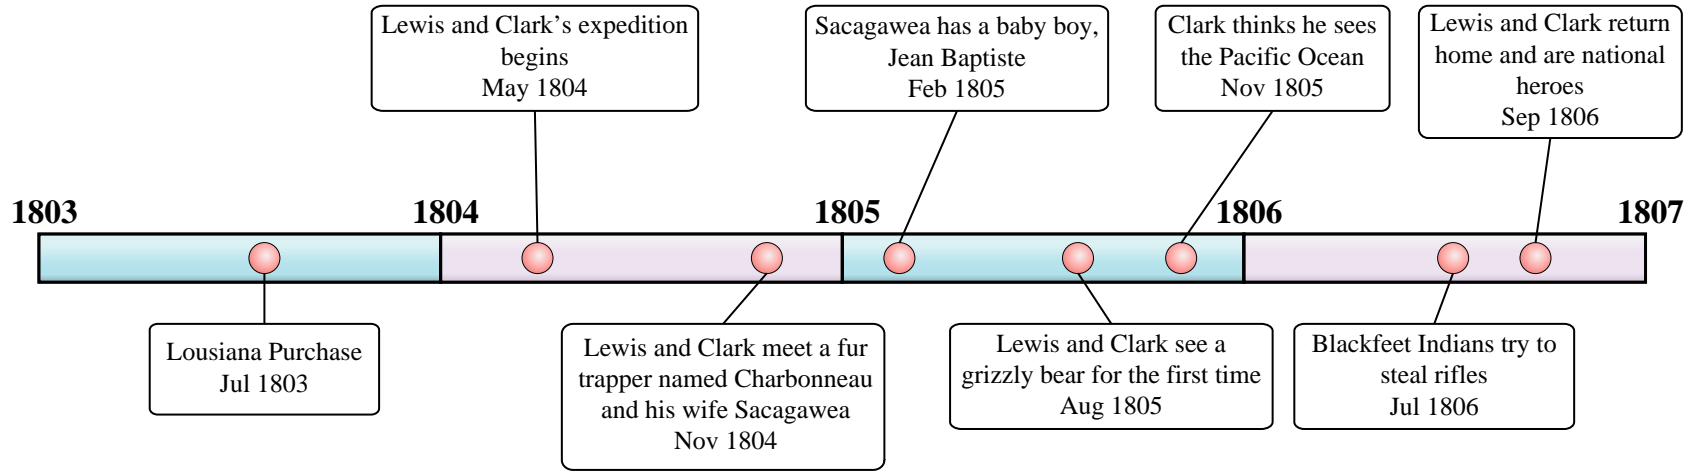 Lewis and Clark’s expedition
begins
May 1804
Sacagawea has a baby boy,
Jean Baptiste
Feb 1805
Clark thinks he sees
the Pacific Ocean
Nov 1805
Lewis and Clark return
home and are national
heroes
Sep 1806
1803
1804
1805
1806
1807
Lousiana Purchase
Jul 1803
Lewis and Clark meet a fur
trapper named Charbonneau
and his wife Sacagawea
Nov 1804
Lewis and Clark see a
grizzly bear for the first time
Aug 1805
Blackfeet Indians try to
steal rifles
Jul 1806